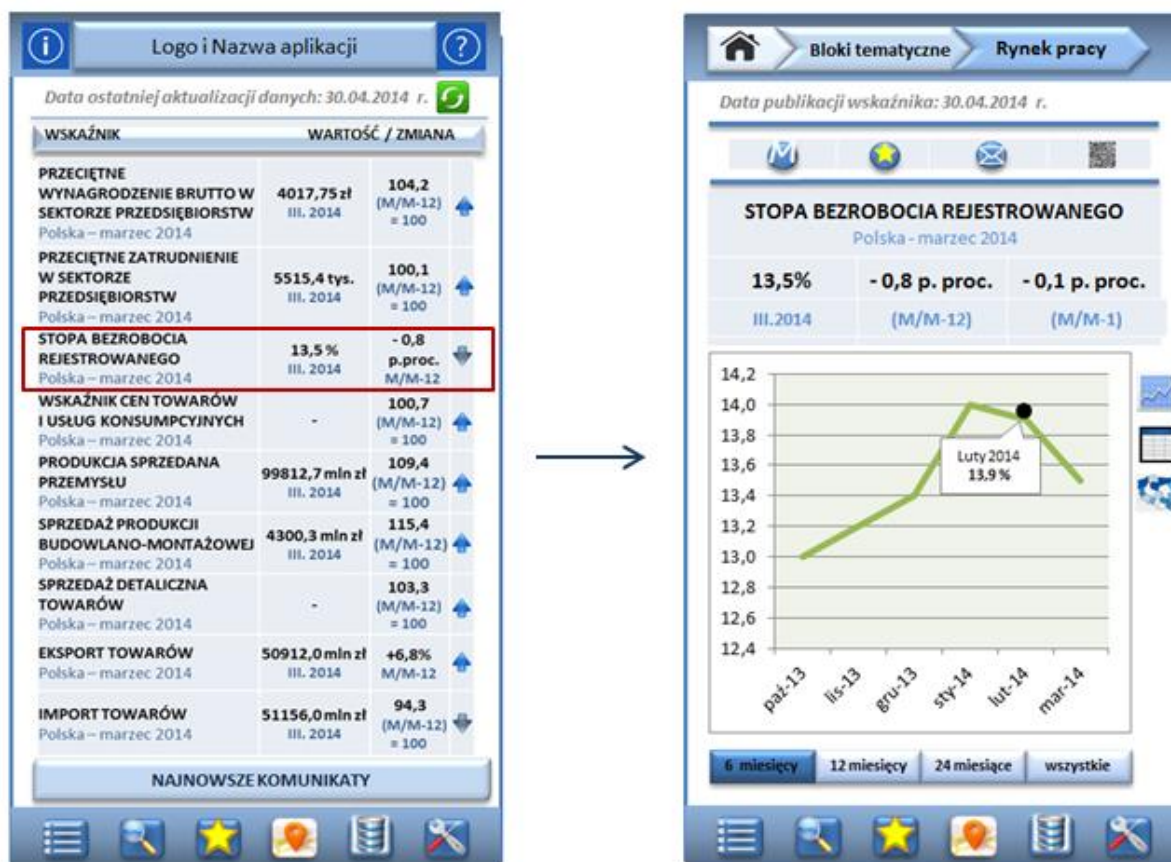 Logo i Nazwa aplikacji
Data ostatniej aktualizacji danych: 30.04.2014 r.
WSKAŹNIK WARTOŚĆ / ZMIANA
PRZECIĘTNE
WYNAGRODZENIE BRUTTO W
SEKTORZE PRZEDSIĘBIORSTW
Polska – marzec 2014
4017,75 zł
III. 2014
104,2
(M/M-12)
= 100
PRZECIĘTNE ZATRUDNIENIE
W SEKTORZE
PRZEDSIĘBIORSTW
Polska – marzec 2014
5515,4 tys.
III. 2014
100,1
(M/M-12)
= 100
STOPA BEZROBOCIA
REJESTROWANEGO
Polska – marzec 2014
13,5 %
III. 2014
- 0,8
p.proc.
M/M-12
WSKAŹNIK CEN TOWARÓW
I USŁUG KONSUMPCYJNYCH
Polska – marzec 2014
-
100,7
(M/M-12)
= 100
PRODUKCJA SPRZEDANA
PRZEMYSŁU
Polska – marzec 2014
99812,7 mln zł
III. 2014
109,4
(M/M-12)
= 100
SPRZEDAŻ PRODUKCJI
BUDOWLANO-MONTAŻOWEJ
Polska – marzec 2014
4300,3 mln zł
III. 2014
115,4
(M/M-12)
= 100
SPRZEDAŻ DETALICZNA
TOWARÓW
Polska – marzec 2014
-
103,3
(M/M-12)
= 100
EKSPORT TOWARÓW
Polska – marzec 2014
50912,0 mln zł
III. 2014
+6,8%
M/M-12
IMPORT TOWARÓW
Polska – marzec 2014
51156,0 mln zł
III. 2014
94,3
(M/M-12)
= 100
NAJNOWSZE KOMUNIKATY
Bloki tematyczne Rynek pracy
Data publikacji wskaźnika: 30.04.2014 r.
M
STOPA BEZROBOCIA REJESTROWANEGO
Polska - marzec 2014
13,5% - 0,8 p. proc. - 0,1 p. proc.
III.2014 (M/M-12) (M/M-1)
14,2
14,0
13,8
13,6
13,4
13,2
13,0
12,8
12,6
12,4
Luty 2014
13,9 %
paź-13 lis-13 gru-13 sty-14 lut-14 mar-14
6 miesięcy 12 miesięcy 24 miesiące wszystkie